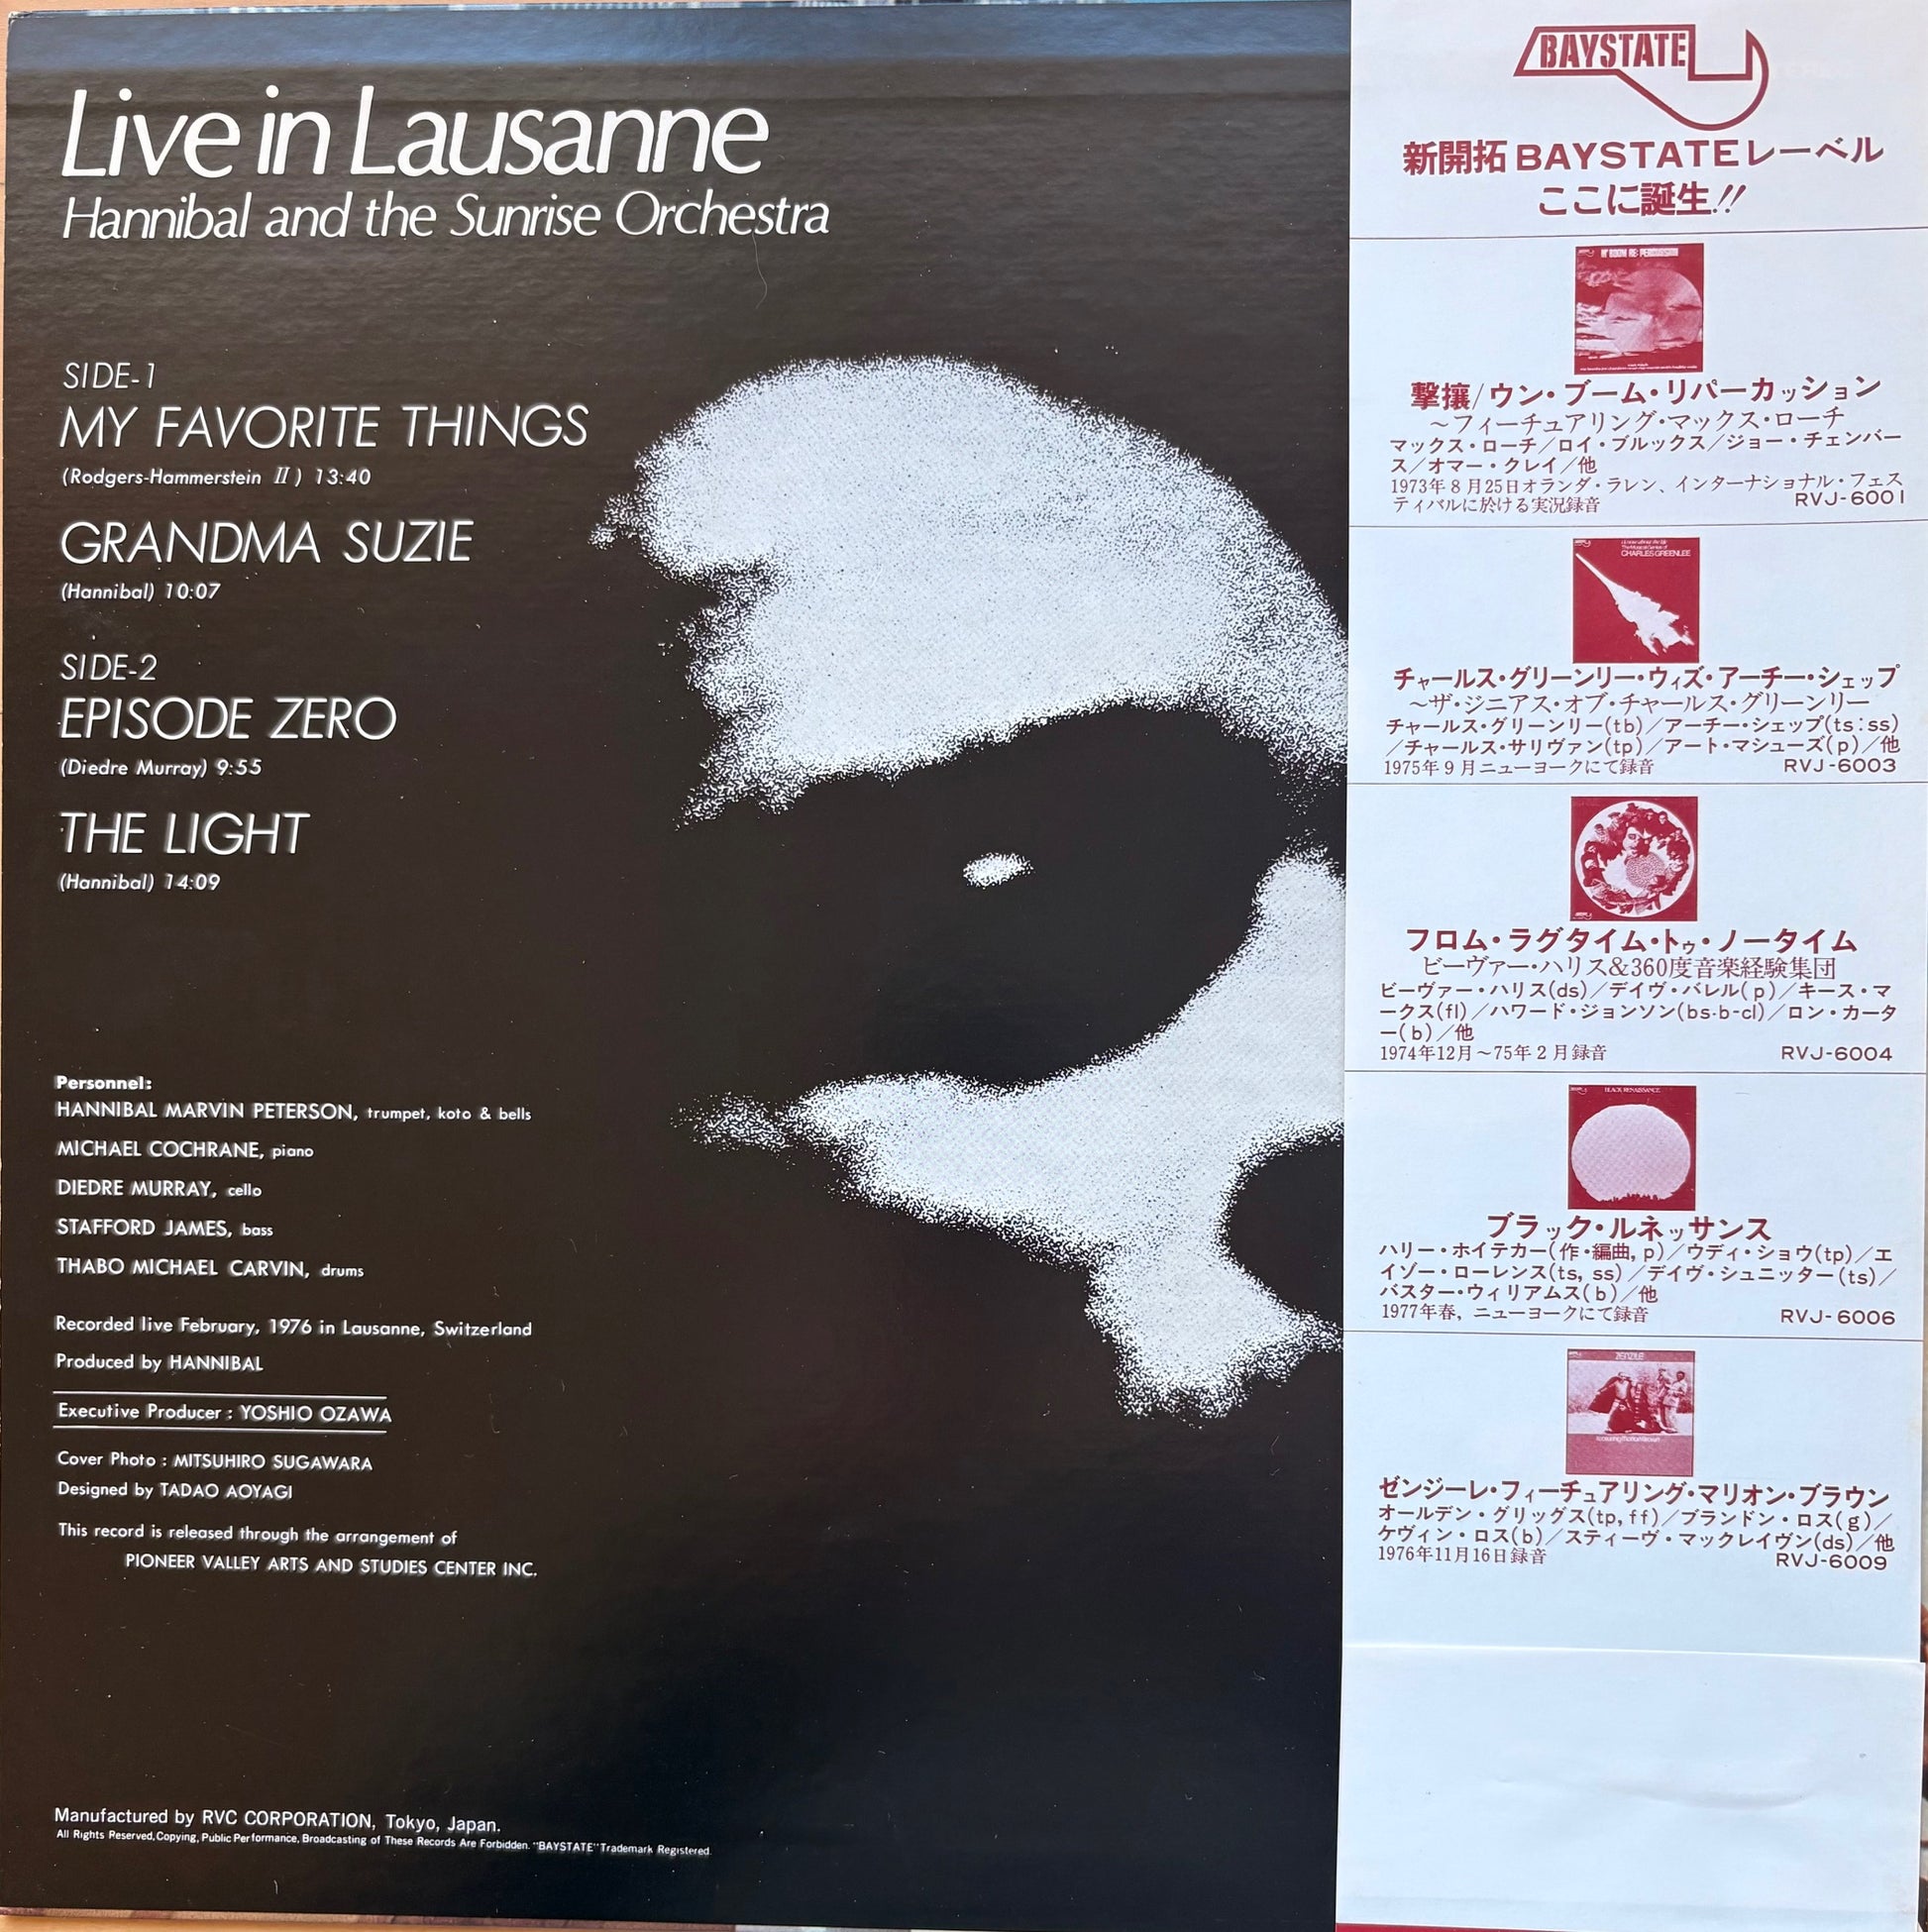 Live in Lausanne
Hannibal and the Sunrise Orchestra
SIDE-1
MY FAVORITE THINGS
(Rodgers-Hammerstein II) 13:40
GRANDMA SUZIE
(Hannibal) 10:07
SIDE-2
EPISODE ZERO
(Diedre Murray) 9:55
THE LIGHT
(Hannibal) 14:09
Personnel:
HANNIBAL MARVIN PETERSON, trumpet, koto & bells
MICHAEL COCHRANE, piano
DIEDRE MURRAY, cello
STAFFORD JAMES, bass
THABO MICHAEL CARVIN, drums
Recorded live February, 1976 in Lausanne, Switzerland
Produced by HANNIBAL
Executive Producer : YOSHIO OZAWA
Cover Photo : MITSUHIRO SUGAWARA
Designed by TADAO AOYAGI
This record is released through the arrangement of
PIONEER VALLEY ARTS AND STUDIES CENTER INC.
Manufactured by RVC CORPORATION, Tokyo, Japan.
All Rights Reserved, Copying, Public Performance, Broadcasting of These Records Are Forbidden. "BAYSTATE" Trademark Registered.
BAYSTATE
新開拓BAYSTATEレーベル
ここに誕生!!
M'BOOM RE: PERCUSSION
撃攘/ウン・ブーム・リパーカッション
〜フィーチュアリング・マックス・ローチ
マックス・ローチ/ロイ・ブルックス/ジョー・チェンバー
ス/オマー・クレイ/他
1973年8月25日オランダ・ラレン、インターナショナル・フェス
ティバルに於ける実況録音 RVJ-6001
CHARLES GREENLEE
チャールス・グリーンリー・ウィズ・アーチー・シェップ
〜ザ・ジニアス・オブ・チャールス・グリーンリー
チャールス・グリーンリー(tb)/アーチー・シェップ(ts:ss)
/チャールス・サリヴァン(tp)/アート・マシューズ(p)/他
1975年9月ニューヨークにて録音 RVJ-6003
フロム・ラグタイム・トゥ・ノータイム
ビーヴァー・ハリス&360度音楽経験集団
ビーヴァー・ハリス(ds)/デイヴ・バレル(p)/キース・マ
ークス(fl)/ハワード・ジョンソン(bs・b-cl)/ロン・カータ
ー(b)/他
1974年12月〜75年2月録音 RVJ-6004
BLACK RENAISSANCE
ブラック・ルネッサンス
ハリー・ホイテカー(作・編曲, p)/ウディ・ショウ(tp)/エ
イゾー・ローレンス(ts, ss)/デイヴ・シュニッター(ts)/
バスター・ウィリアムス(b)/他
1977年春, ニューヨークにて録音 RVJ-6006
ZENZILE
ゼンジーレ・フィーチュアリング・マリオン・ブラウン
オールデン・グリッグス(tp, ff)/ブランドン・ロス(g)/
ケヴィン・ロス(b)/スティーヴ・マックレイヴン(ds)/他
1976年11月16日録音 RVJ-6009